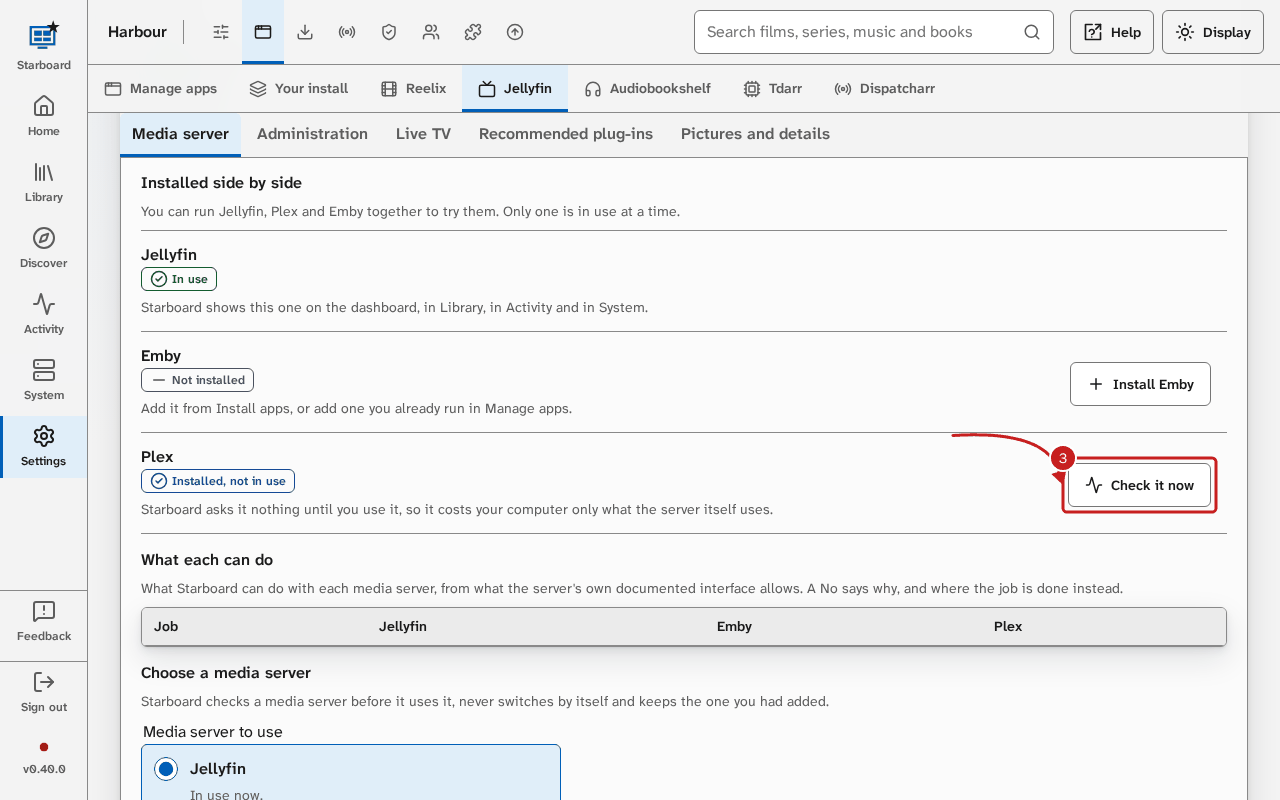 Starboard
Home
Library
Discover
Activity
System
Settings
Feedback
Sign out
v0.40.0
Harbour
Search films, series, music and books
Help
Display
Manage apps
Your install
Reelix
Jellyfin
Audiobookshelf
Tdarr
Dispatcharr
Media server
Administration
Live TV
Recommended plug-ins
Pictures and details
Installed side by side
You can run Jellyfin, Plex and Emby together to try them. Only one is in use at a time.
Jellyfin
In use
Starboard shows this one on the dashboard, in Library, in Activity and in System.
Emby
Not installed
Add it from Install apps, or add one you already run in Manage apps.
Install Emby
Plex
Installed, not in use
Starboard asks it nothing until you use it, so it costs your computer only what the server itself uses.
3
Check it now
What each can do
What Starboard can do with each media server, from what the server's own documented interface allows. A No says why, and where the job is done instead.
Job Jellyfin Emby Plex
Choose a media server
Starboard checks a media server before it uses it, never switches by itself and keeps the one you had added.
Media server to use
Jellyfin
In use now.